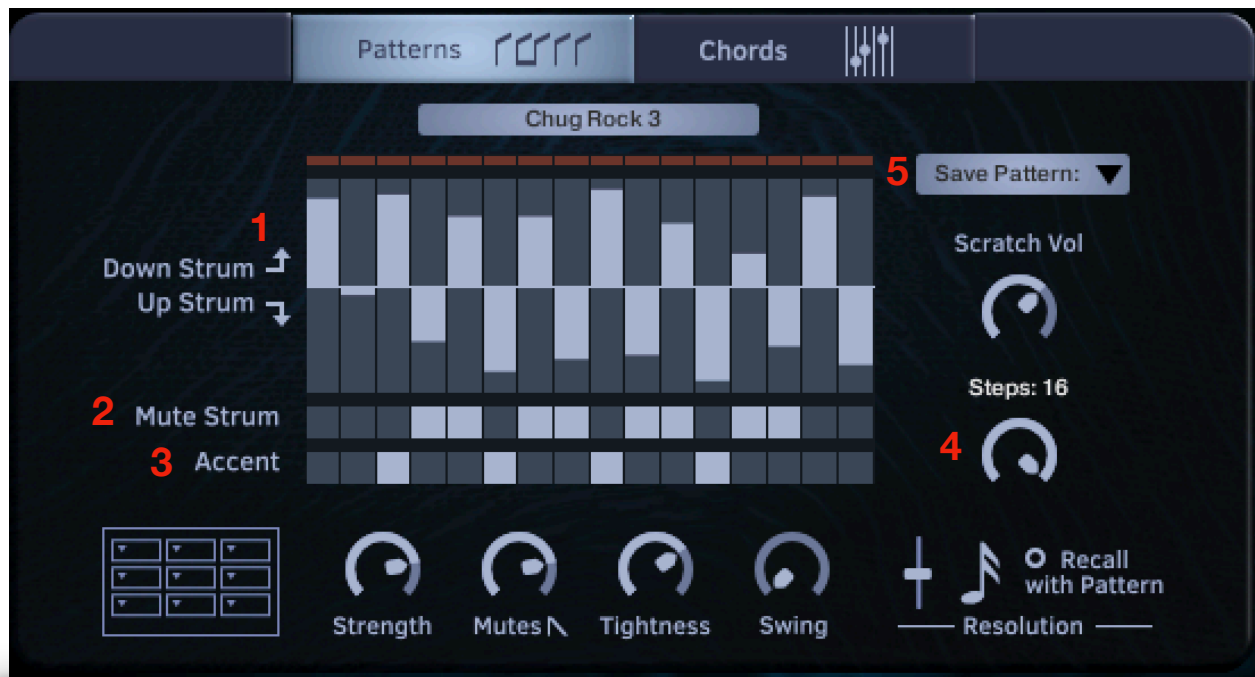 Patterns
Chords
Chug Rock 3
5
Save Pattern:
1
Down Strum
Up Strum
Scratch Vol
Steps: 16
2
Mute Strum
3
Accent
4
Recall
with Pattern
Strength
Mutes
Tightness
Swing
Resolution